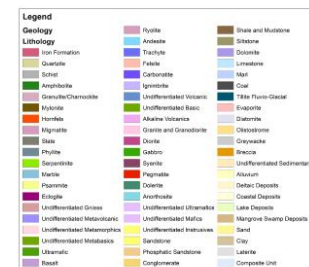 Legend
Geology
Lithology
Iron Formation
Quartzite
Schist
Amphibolite
Granulite/Charnockite
Mylonite
Hornfels
Migmatite
Slate
Phyllite
Serpentinite
Marble
Psammite
Eclogite
Undifferentiated Gniess
Undifferentiated Metavolcanic
Undifferentiated Metamorphics
Undifferentiated Metabasics
Ultramafic
Basalt
Ryolite
Andesite
Trachyte
Felsite
Carbonatite
Ignimbrite
Undifferentiated Volcanic
Undifferentiated Basic
Alkaline Volcanics
Granite and Granodiorite
Diorite
Gabbro
Syenite
Pegmatite
Dolerite
Anorthosite
Undifferentiated Ultramafics
Undifferentiated Mafics
Undifferentiated Instrusives
Sandstone
Phosphatic Sandstone
Conglomerate
Shale and Mudstone
Siltstone
Dolomite
Limestone
Marl
Coal
Tillite Fluvio-Glacial
Evaporite
Diatomite
Olistostrome
Greywacke
Breccia
Undifferentiated Sedimentar
Alluvium
Deltaic Deposits
Coastal Deposits
Lake Deposits
Mangrove Swamp Deposits
Sand
Clay
Laterite
Composite Unit